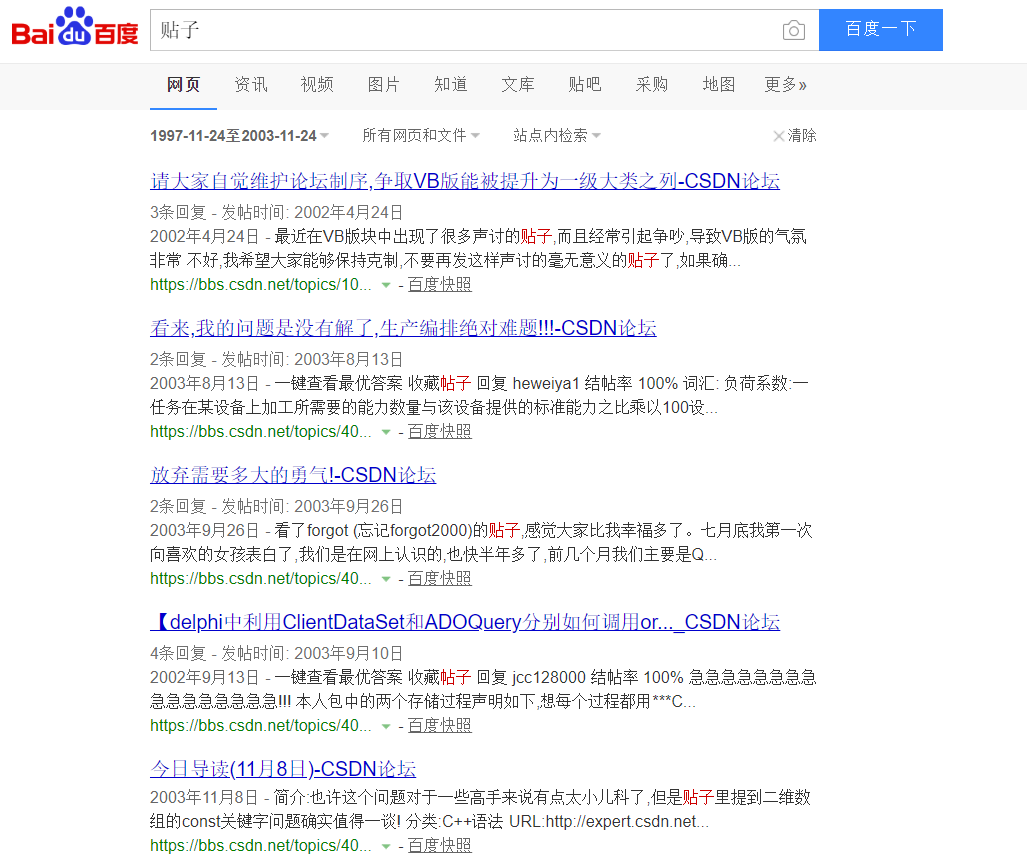 Bai du 百度 贴子 百度一下
网页 资讯 视频 图片 知道 文库 贴吧 采购 地图 更多»
1997-11-24至2003-11-24 所有网页和文件 站点内检索 清除
请大家自觉维护论坛制序,争取VB版能被提升为一级大类之列-CSDN论坛
3条回复 - 发帖时间: 2002年4月24日
2002年4月24日 - 最近在VB版块中出现了很多声讨的贴子,而且经常引起争吵,导致VB版的气氛
非常 不好,我希望大家能够保持克制,不要再发这样声讨的毫无意义的贴子了,如果确...
https://bbs.csdn.net/topics/10... - 百度快照
看来,我的问题是没有解了,生产编排绝对难题!!!-CSDN论坛
2条回复 - 发帖时间: 2003年8月13日
2003年8月13日 - 一键查看最优答案 收藏帖子 回复 heweiya1 结帖率 100% 词汇: 负荷系数:一
任务在某设备上加工所需要的能力数量与该设备提供的标准能力之比乘以100设...
https://bbs.csdn.net/topics/40... - 百度快照
放弃需要多大的勇气!-CSDN论坛
2条回复 - 发帖时间: 2003年9月26日
2003年9月26日 - 看了forgot (忘记forgot2000)的贴子,感觉大家比我幸福多了。七月底我第一次
向喜欢的女孩表白了,我们是在网上认识的,也快半年多了,前几个月我们主要是Q...
https://bbs.csdn.net/topics/40... - 百度快照
【delphi中利用ClientDataSet和ADOQuery分别如何调用or..._CSDN论坛
4条回复 - 发帖时间: 2003年9月10日
2002年9月13日 - 一键查看最优答案 收藏帖子 回复 jcc128000 结帖率 100% 急急急急急急急急
急急急急急急急急!!! 本人包中的两个存储过程声明如下,想每个过程都用***C...
https://bbs.csdn.net/topics/40... - 百度快照
今日导读(11月8日)-CSDN论坛
2003年11月8日 - 简介:也许这个问题对于一些高手来说有点太小儿科了,但是贴子里提到二维数
组的const关键字问题确实值得一谈! 分类:C++语法 URL:http://expert.csdn.net...
https://bbs.csdn.net/topics/40... - 百度快照